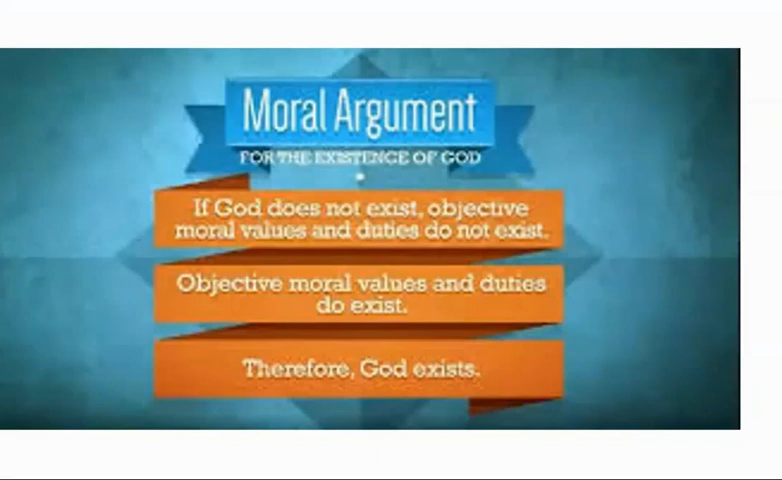 Moral Argument
FOR THE EXISTENCE OF GOD
If God does not exist, objective
moral values and duties do not exist.
Objective moral values and duties
do exist.
Therefore, God exists.